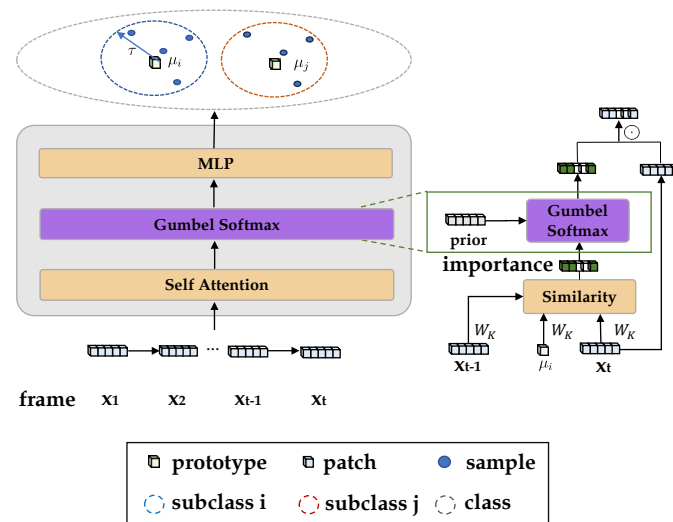 τ
μi
μj
MLP
Gumbel Softmax
Self Attention
...
frame x1 x2 xt-1 xt
⊙
prior
Gumbel
Softmax
importance
Similarity
WK WK WK
xt-1 μi xt
prototype patch sample
subclass i subclass j class